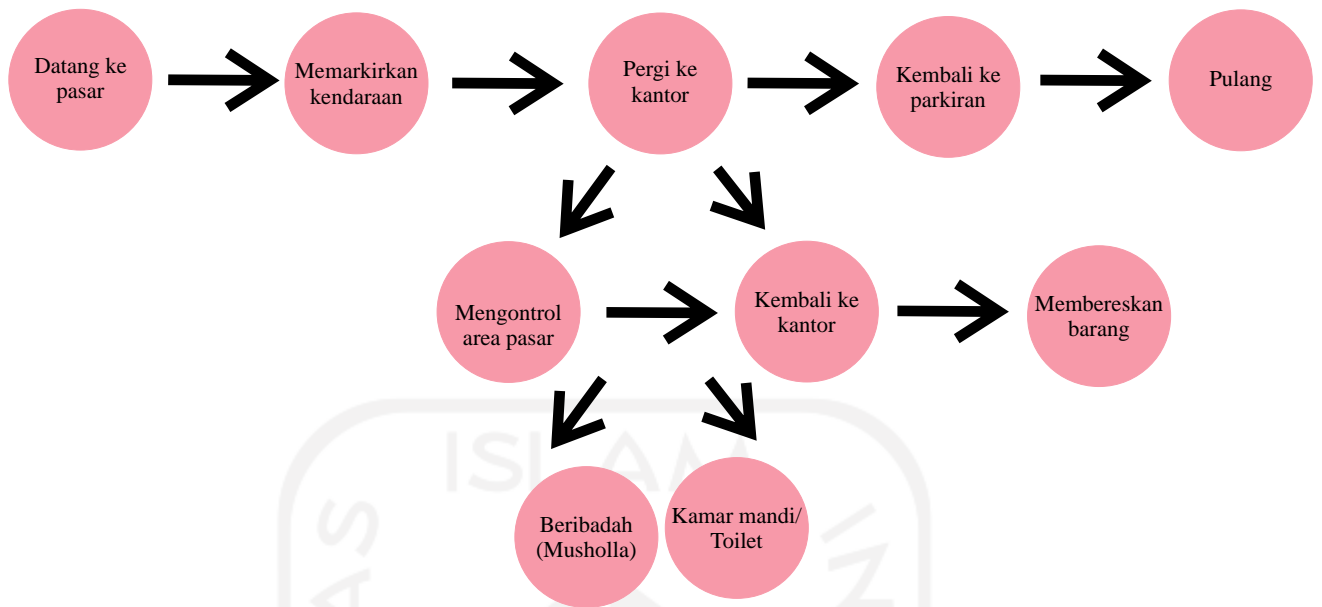 Datang ke
pasar
Memarkirkan
kendaraan
Pergi ke
kantor
Kembali ke
parkiran
Pulang
Mengontrol
area pasar
Kembali ke
kantor
Membereskan
barang
ISLAM
Beribadah
(Musholla)
Kamar mandi/
Toilet